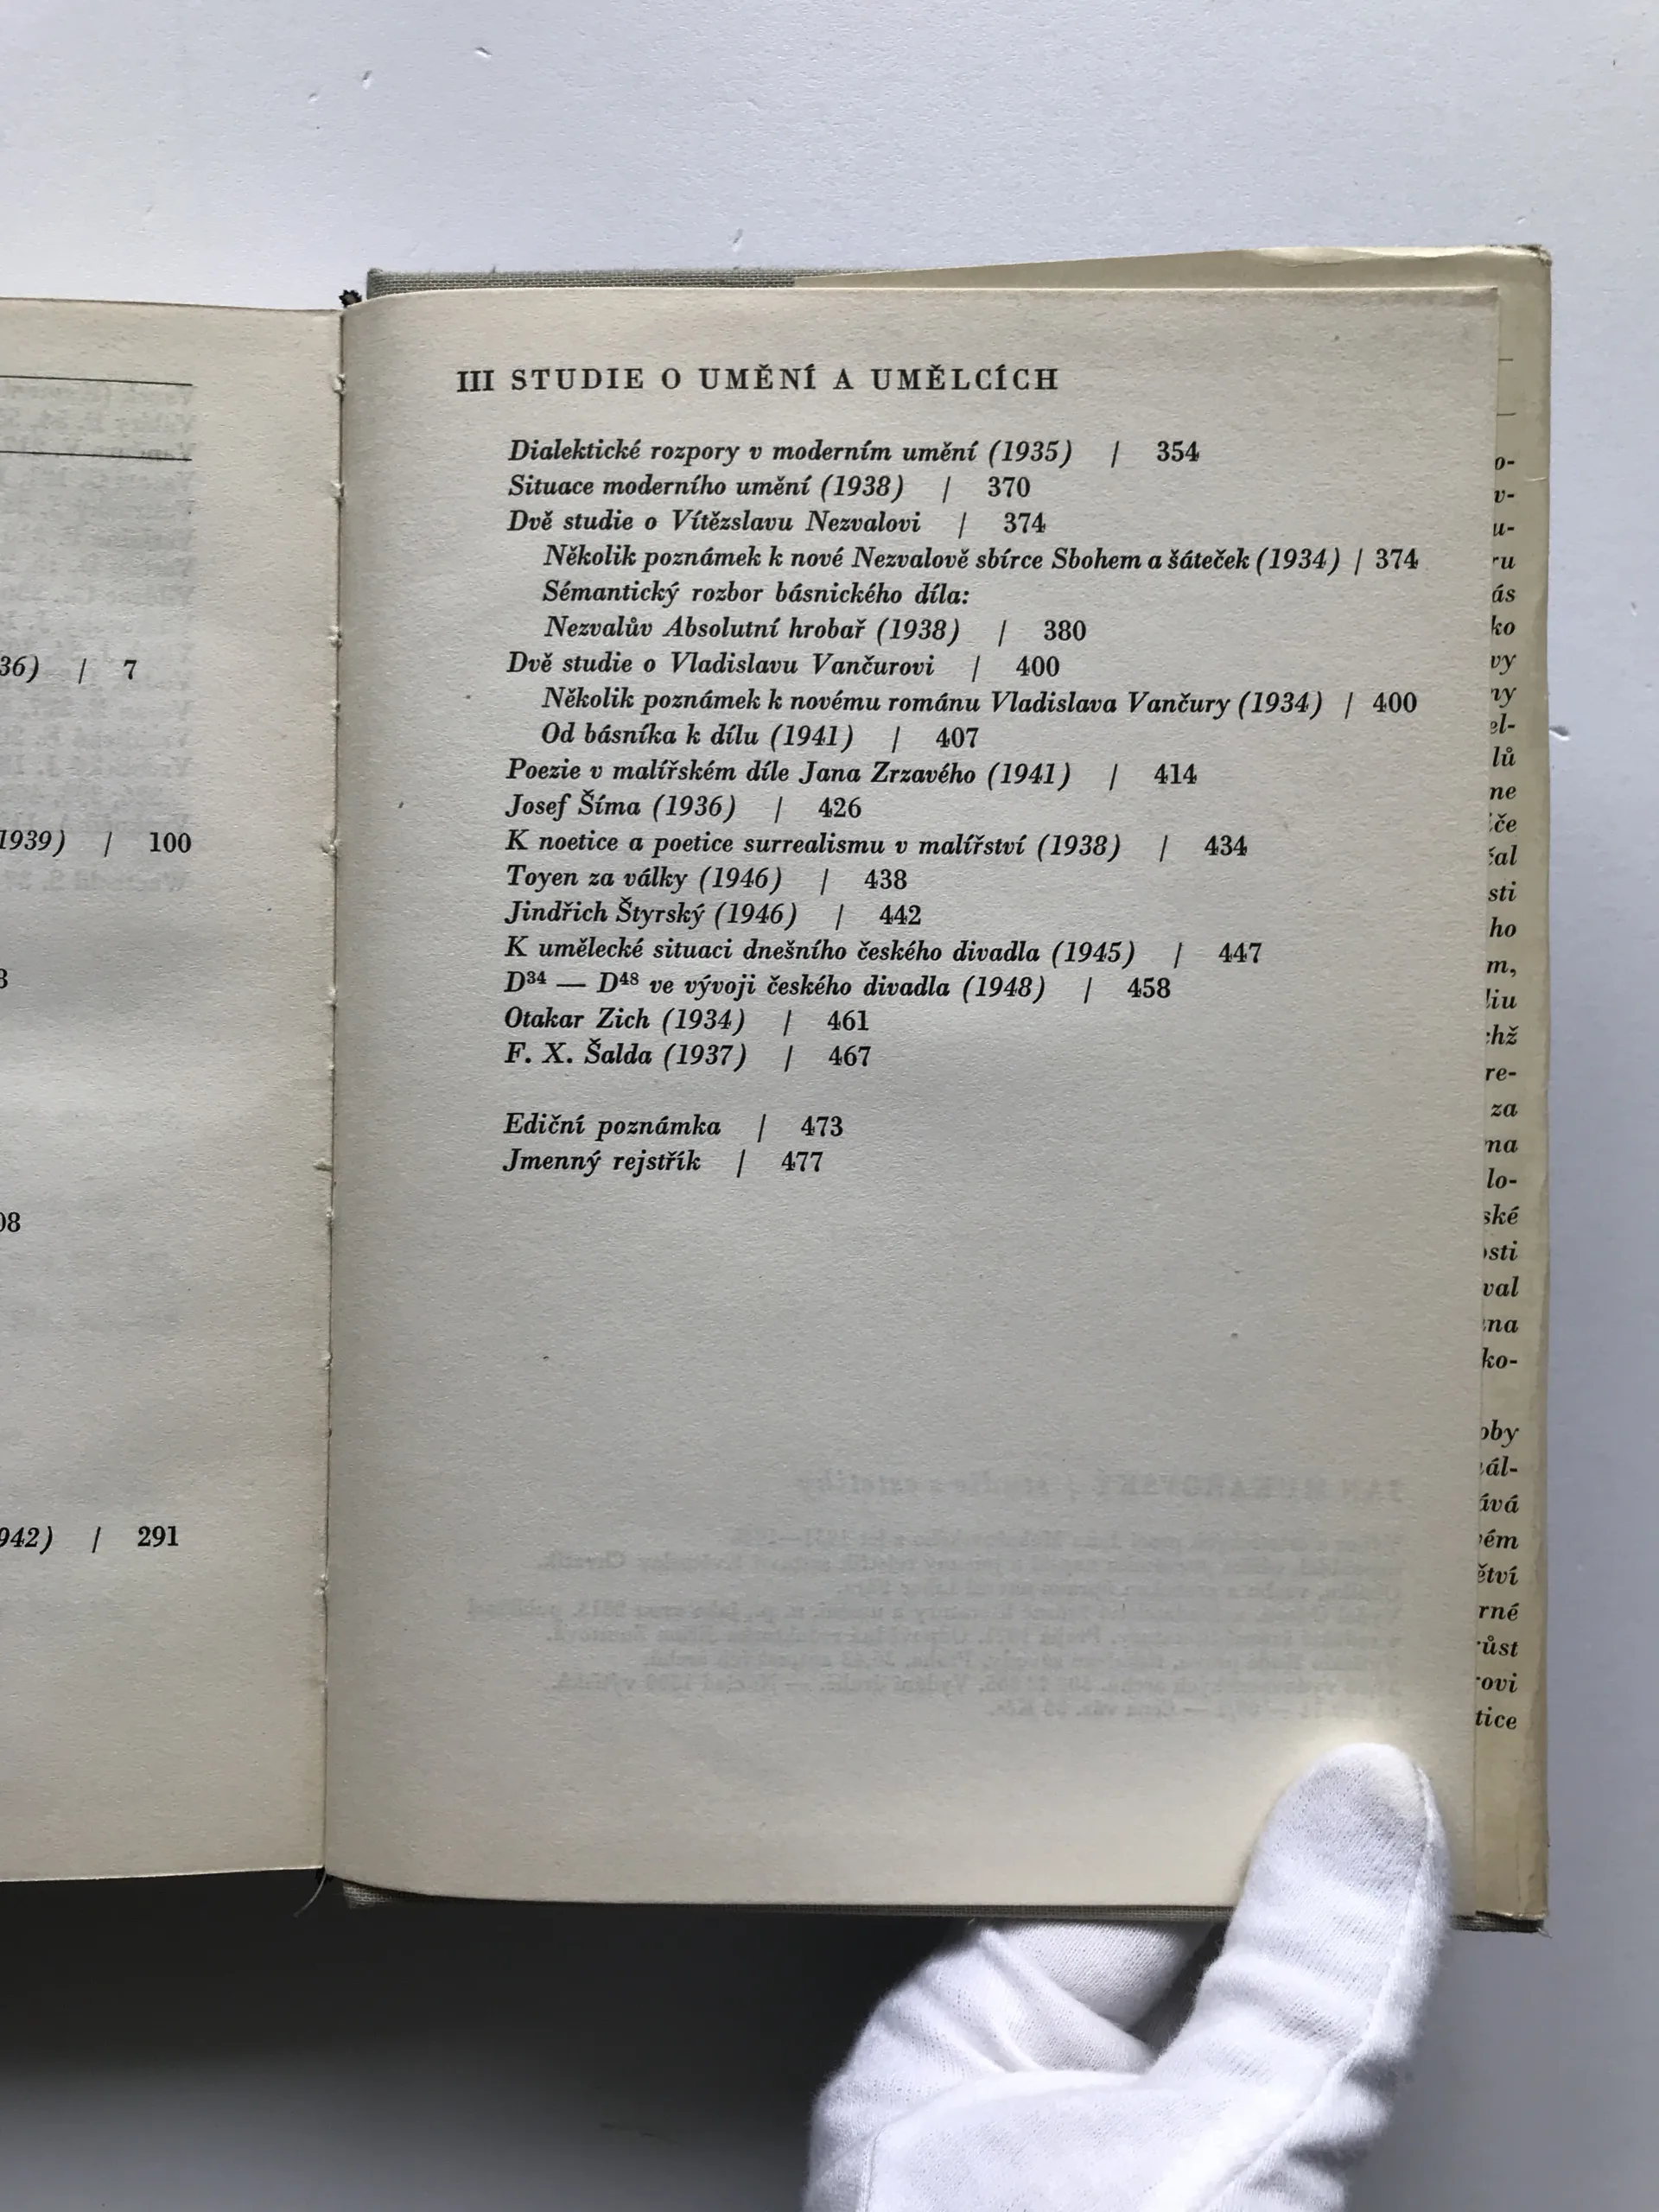 36) | 7
1939) | 100
942) | 291
III STUDIE O UMĚNÍ A UMĚLCÍCH
Dialektické rozpory v moderním umění (1935) | 354
Situace moderního umění (1938) | 370
Dvě studie o Vítězslavu Nezvalovi | 374
Několik poznámek k nové Nezvalově sbírce Sbohem a šáteček (1934) | 374
Sémantický rozbor básnického díla:
Nezvalův Absolutní hrobař (1938) | 380
Dvě studie o Vladislavu Vančurovi | 400
Několik poznámek k novému románu Vladislava Vančury (1934) | 400
Od básníka k dílu (1941) | 407
Poezie v malířském díle Jana Zrzavého (1941) | 414
Josef Šíma (1936) | 426
K noetice a poetice surrealismu v malířství (1938) | 434
Toyen za války (1946) | 438
Jindřich Štyrský (1946) | 442
K umělecké situaci dnešního českého divadla (1945) | 447
D³⁴ — D⁴⁸ ve vývoji českého divadla (1948) | 458
Otakar Zich (1934) | 461
F. X. Šalda (1937) | 467
Ediční poznámka | 473
Jmenný rejstřík | 477